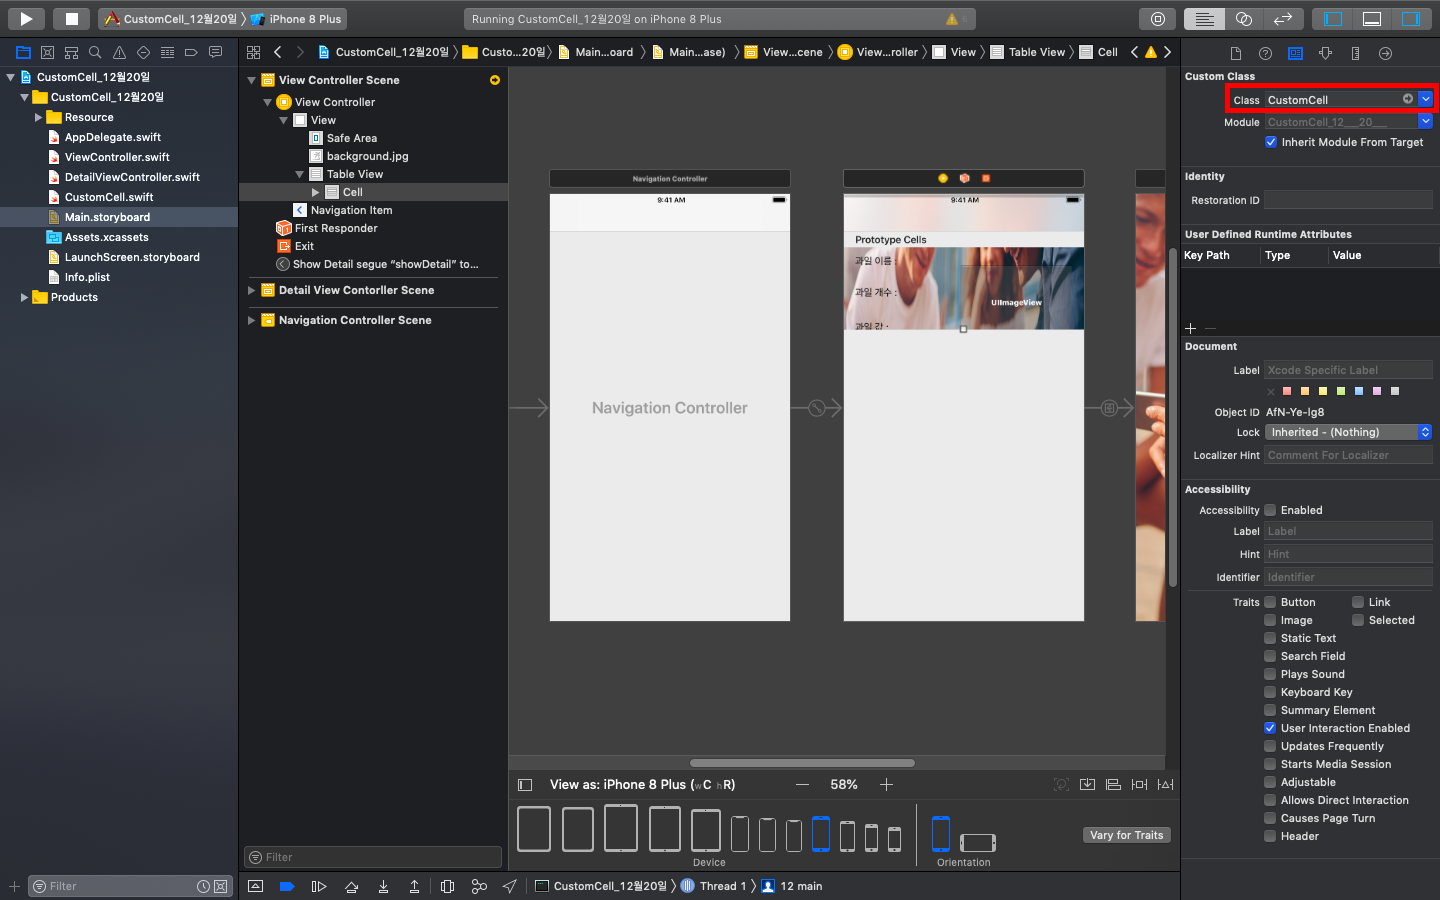 CustomCell_12월20일 iPhone 8 Plus
Running CustomCell_12월20일 on iPhone 8 Plus
CustomCell_12월20일
CustomCell_12월20일
Resource
AppDelegate.swift
ViewController.swift
DetailViewController.swift
CustomCell.swift
Main.storyboard
Assets.xcassets
LaunchScreen.storyboard
Info.plist
Products
Filter
CustomCell_12월20일 Custo...20일 Main...oard Main...ase) View...cene View...roller View Table View Cell
View Controller Scene
View Controller
View
Safe Area
background.jpg
Table View
Cell
Navigation Item
First Responder
Exit
Show Detail segue “showDetail” to...
Detail View Contorller Scene
Navigation Controller Scene
Filter
Navigation Controller
9:41 AM
Navigation Controller
9:41 AM
Prototype Cells
과일 이름 :
과일 개수 :
과일 값 :
UIImageView
View as: iPhone 8 Plus (wC hR)
58%
Device
Orientation
Vary for Traits
CustomCell_12월20일 Thread 1 12 main
Custom Class
Class CustomCell
Module CustomCell_12__20__
Inherit Module From Target
Identity
Restoration ID
User Defined Runtime Attributes
Key Path Type Value
Document
Label Xcode Specific Label
Object ID AfN-Ye-Ig8
Lock Inherited - (Nothing)
Localizer Hint Comment For Localizer
Accessibility
Accessibility Enabled
Label Label
Hint Hint
Identifier Identifier
Traits Button Link
Image Selected
Static Text
Search Field
Plays Sound
Keyboard Key
Summary Element
User Interaction Enabled
Updates Frequently
Starts Media Session
Adjustable
Allows Direct Interaction
Causes Page Turn
Header